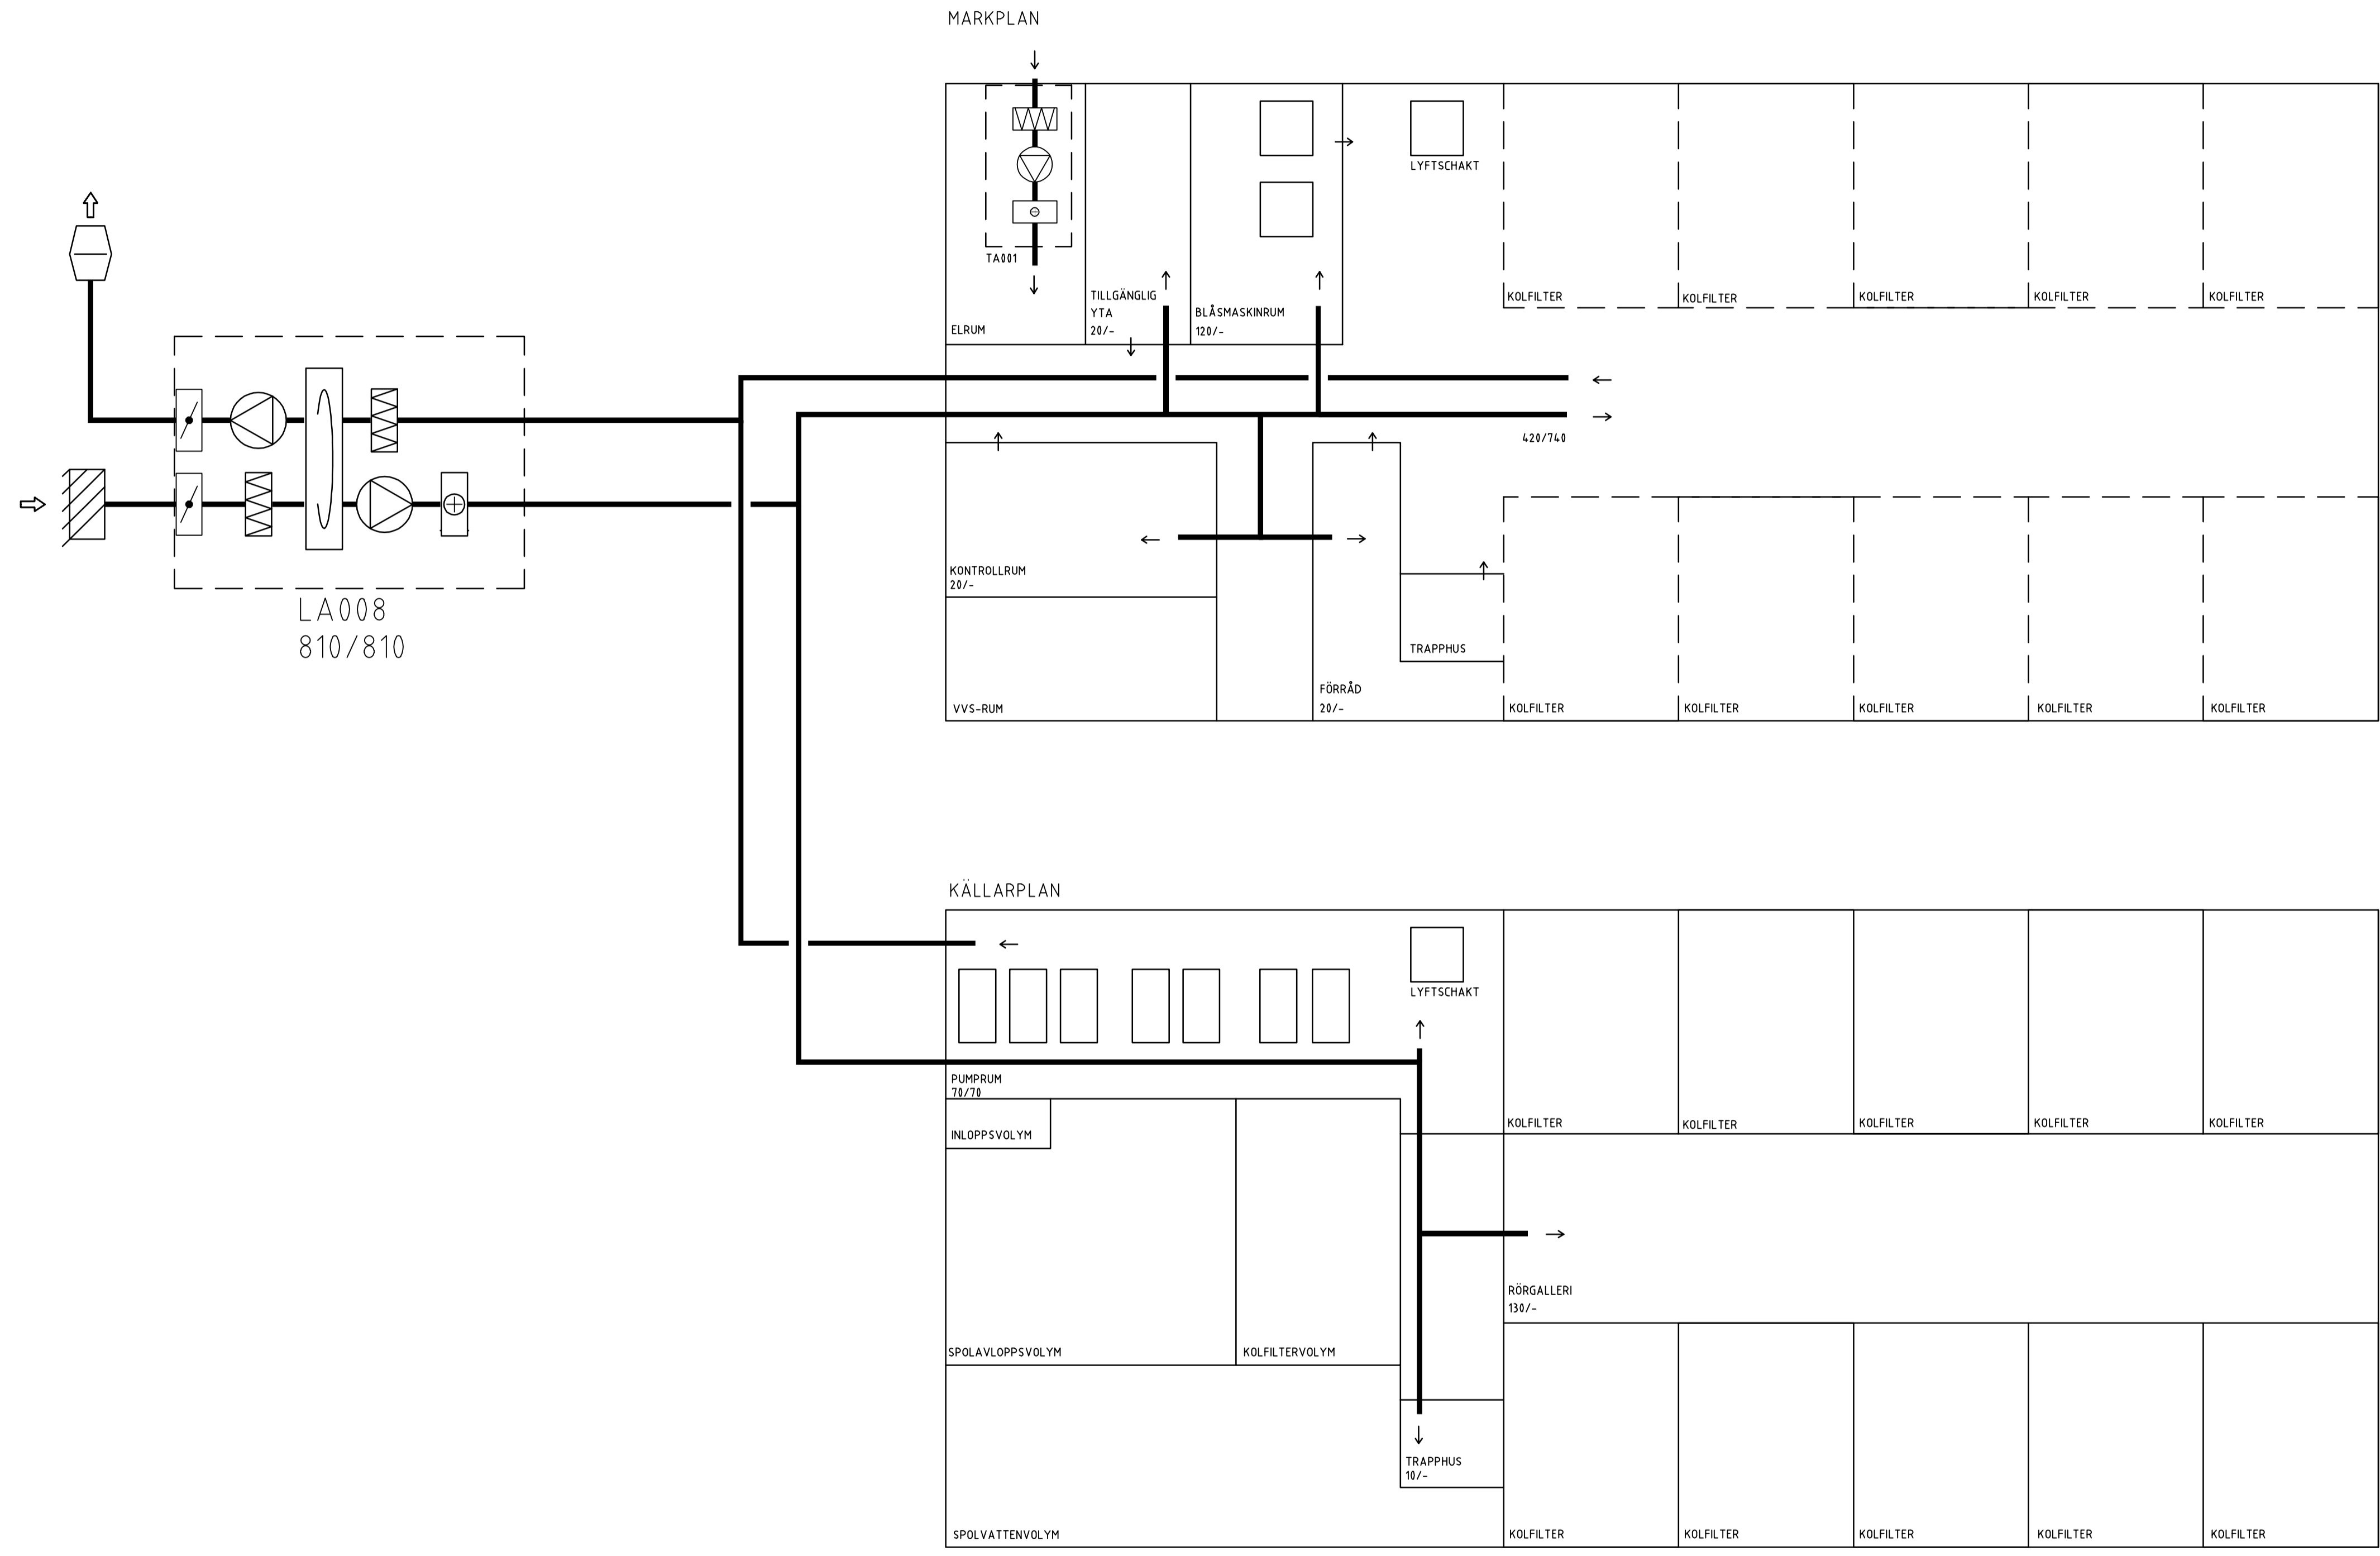 MARKPLAN
LYFTSCHAKT
TA001
TILLGÄNGLIG
YTA
20/-
ELRUM
BLÅSMASKINRUM
120/-
KOLFILTER
KOLFILTER
KOLFILTER
KOLFILTER
KOLFILTER
420/740
LA008
810/810
KONTROLLRUM
20/-
VVS-RUM
TRAPPHUS
FÖRRÅD
20/-
KOLFILTER
KOLFILTER
KOLFILTER
KOLFILTER
KOLFILTER
KÄLLARPLAN
LYFTSCHAKT
PUMPRUM
70/70
INLOPPSVOLYM
KOLFILTER
KOLFILTER
KOLFILTER
KOLFILTER
KOLFILTER
RÖRGALLERI
130/-
SPOLAVLOPPSVOLYM
KOLFILTERVOLYM
TRAPPHUS
10/-
SPOLVATTENVOLYM
KOLFILTER
KOLFILTER
KOLFILTER
KOLFILTER
KOLFILTER